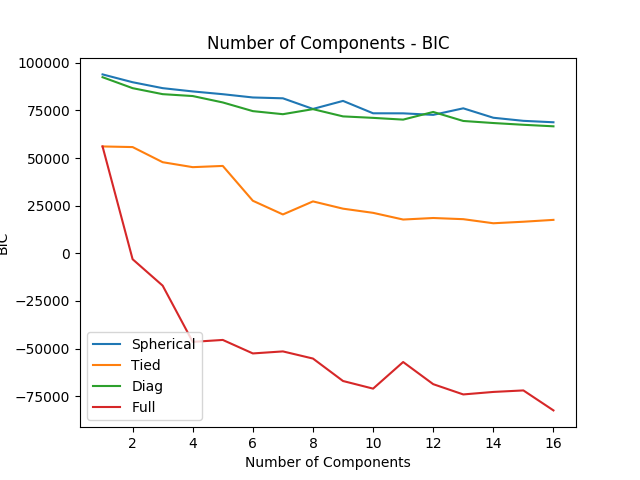 Number of Components - BIC
100000
75000
50000
25000
0
−25000
−50000
−75000
BIC
Spherical
Tied
Diag
Full
2 4 6 8 10 12 14 16
Number of Components